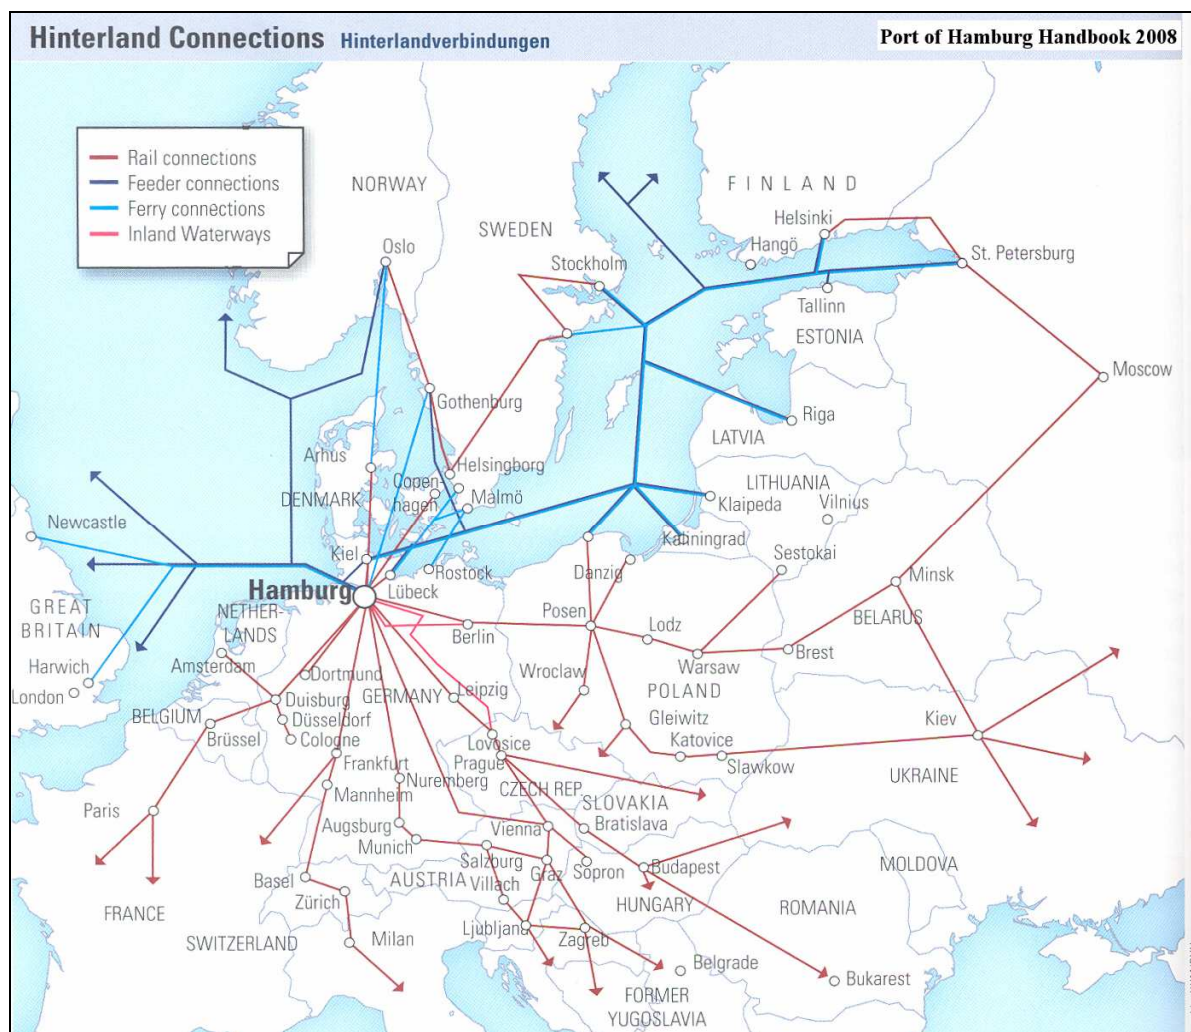 Hinterland Connections Hinterlandverbindungen
Port of Hamburg Handbook 2008
Rail connections
Feeder connections
Ferry connections
Inland Waterways
NORWAY
FINLAND
Helsinki
SWEDEN
Oslo
Hangö
St. Petersburg
Stockholm
Tallinn
ESTONIA
Moscow
Gothenburg
Riga
LATVIA
Arhus
Helsingborg
Copen-
hagen
Malmö
DENMARK
LITHUANIA
Klaipeda
Vilnius
Newcastle
Kiel
Kaliningrad
Sestokai
Danzig
Rostock
Lübeck
Hamburg
Minsk
GREAT
BRITAIN
NETHER-
LANDS
Posen
BELARUS
Berlin
Lodz
Harwich
Amsterdam
Warsaw
Brest
London
Dortmund
Wroclaw
Duisburg
GERMANY
Leipzig
POLAND
BELGIUM
Düsseldorf
Gleiwitz
Kiev
Brüssel
Cologne
Lovosice
Katovice
Frankfurt
Prague
Slawkow
Nuremberg
CZECH REP.
UKRAINE
Mannheim
SLOVAKIA
Paris
Augsburg
Vienna
Bratislava
Munich
Salzburg
Graz
Sopron
Budapest
MOLDOVA
Basel
AUSTRIA
Villach
Zürich
HUNGARY
ROMANIA
FRANCE
Ljubljana
SWITZERLAND
Milan
Zagreb
Belgrade
Bukarest
FORMER
YUGOSLAVIA